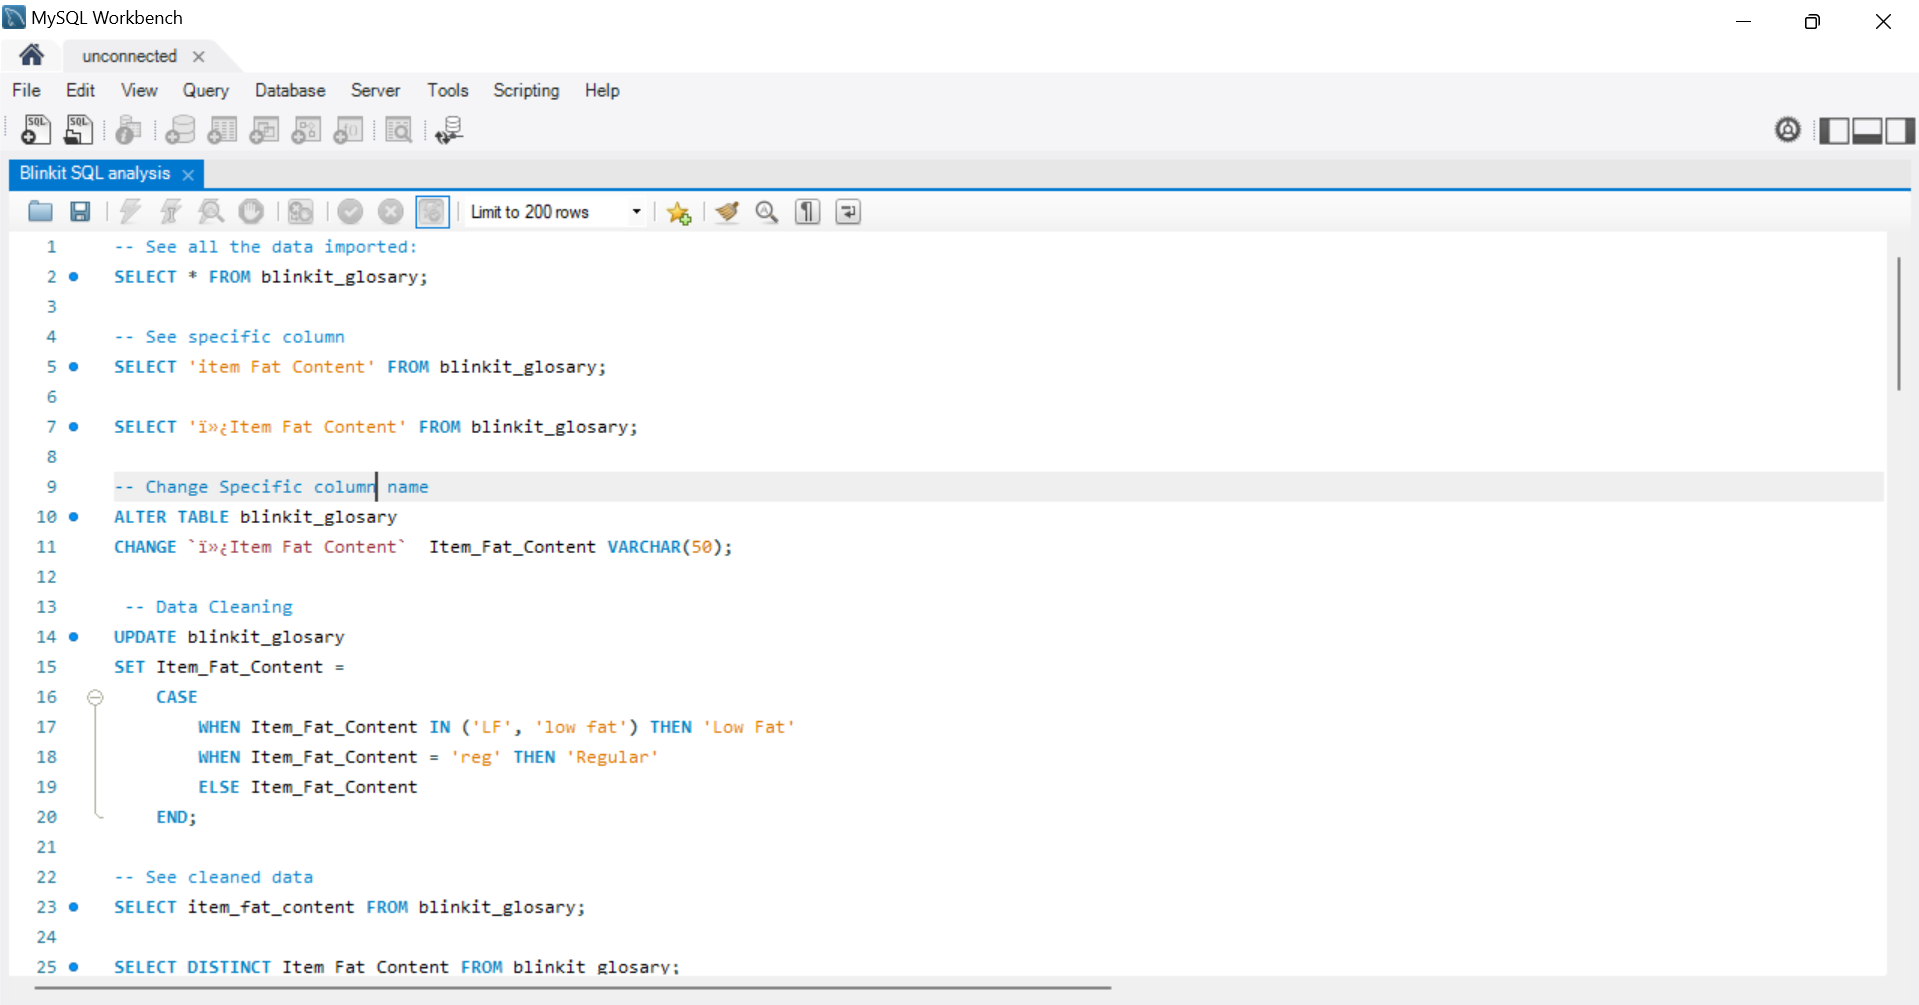 MySQL Workbench
unconnected
File Edit View Query Database Server Tools Scripting Help
SQL SQL
Blinkit SQL analysis
Limit to 200 rows
1 -- See all the data imported:
2 SELECT * FROM blinkit_glosary;
3
4 -- See specific column
5 SELECT 'item Fat Content' FROM blinkit_glosary;
6
7 SELECT 'ï»¿Item Fat Content' FROM blinkit_glosary;
8
9 -- Change Specific column name
10 ALTER TABLE blinkit_glosary
11 CHANGE `ï»¿Item Fat Content`  Item_Fat_Content VARCHAR(50);
12
13 -- Data Cleaning
14 UPDATE blinkit_glosary
15 SET Item_Fat_Content =
16 CASE
17 WHEN Item_Fat_Content IN ('LF', 'low fat') THEN 'Low Fat'
18 WHEN Item_Fat_Content = 'reg' THEN 'Regular'
19 ELSE Item_Fat_Content
20 END;
21
22 -- See cleaned data
23 SELECT item_fat_content FROM blinkit_glosary;
24
25 SELECT DISTINCT Item_Fat_Content FROM blinkit_glosary;